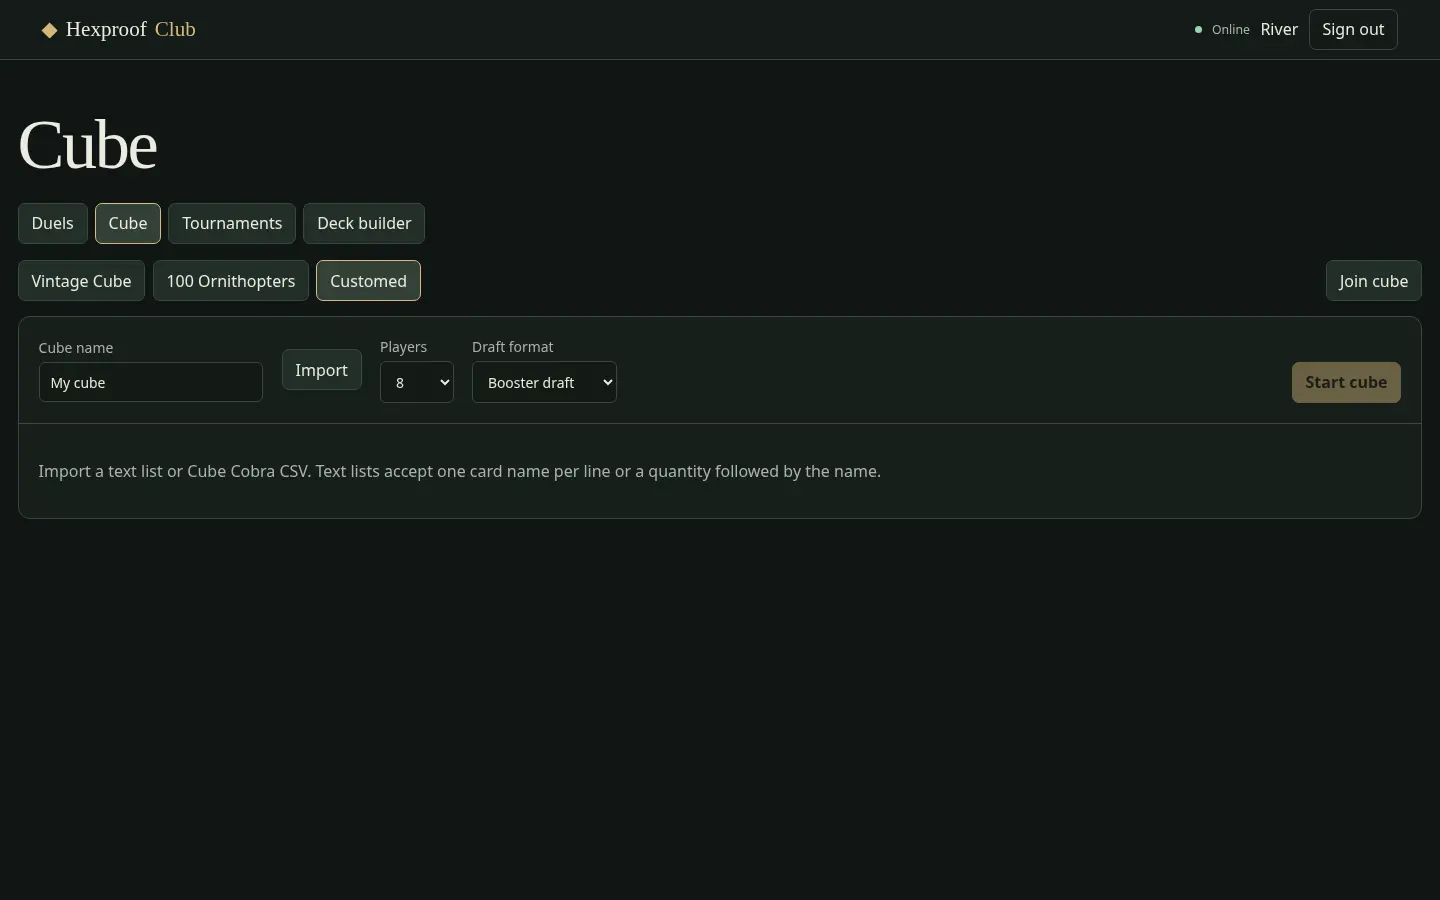 ◆ Hexproof Club
Online River Sign out
Cube
Duels Cube Tournaments Deck builder
Vintage Cube 100 Ornithopters Customed Join cube
Cube name Players Draft format
My cube Import 8 Booster draft Start cube
Import a text list or Cube Cobra CSV. Text lists accept one card name per line or a quantity followed by the name.